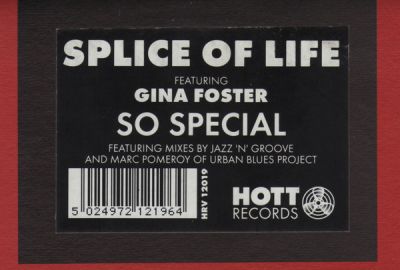 SPLICE OF LIFE
FEATURING
GINA FOSTER
SO SPECIAL
FEATURING MIXES BY JAZZ 'N' GROOVE
AND MARC POMEROY OF URBAN BLUES PROJECT
5 024972 121964
HRV 12019
HOTT
RECORDS